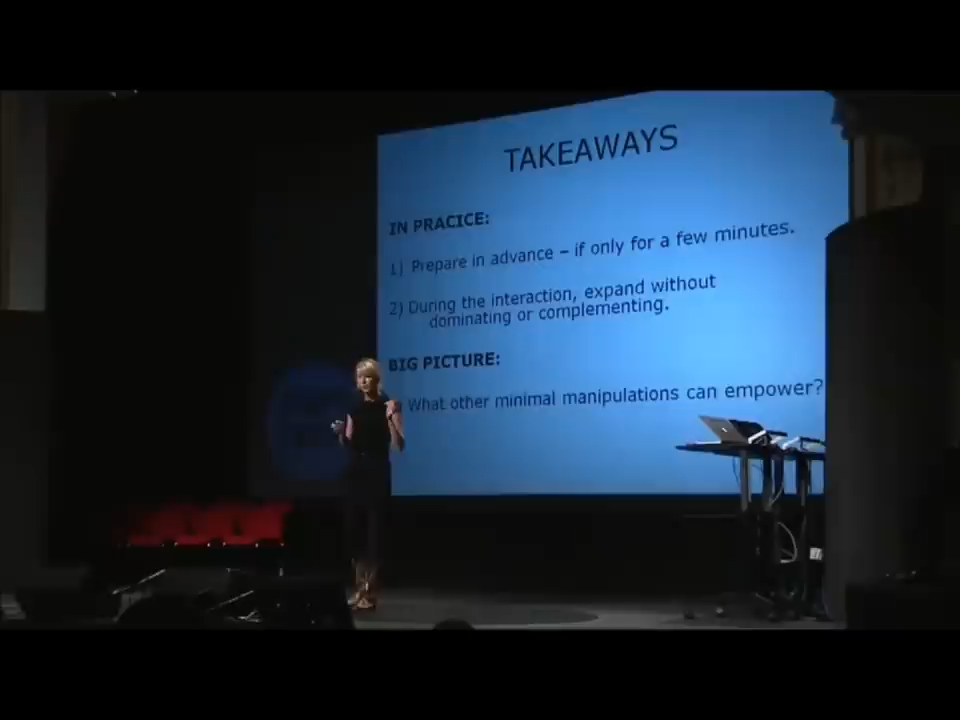 TAKEAWAYS
IN PRACICE:
1) Prepare in advance – if only for a few minutes.
2) During the interaction, expand without
dominating or complementing.
BIG PICTURE:
What other minimal manipulations can empower?